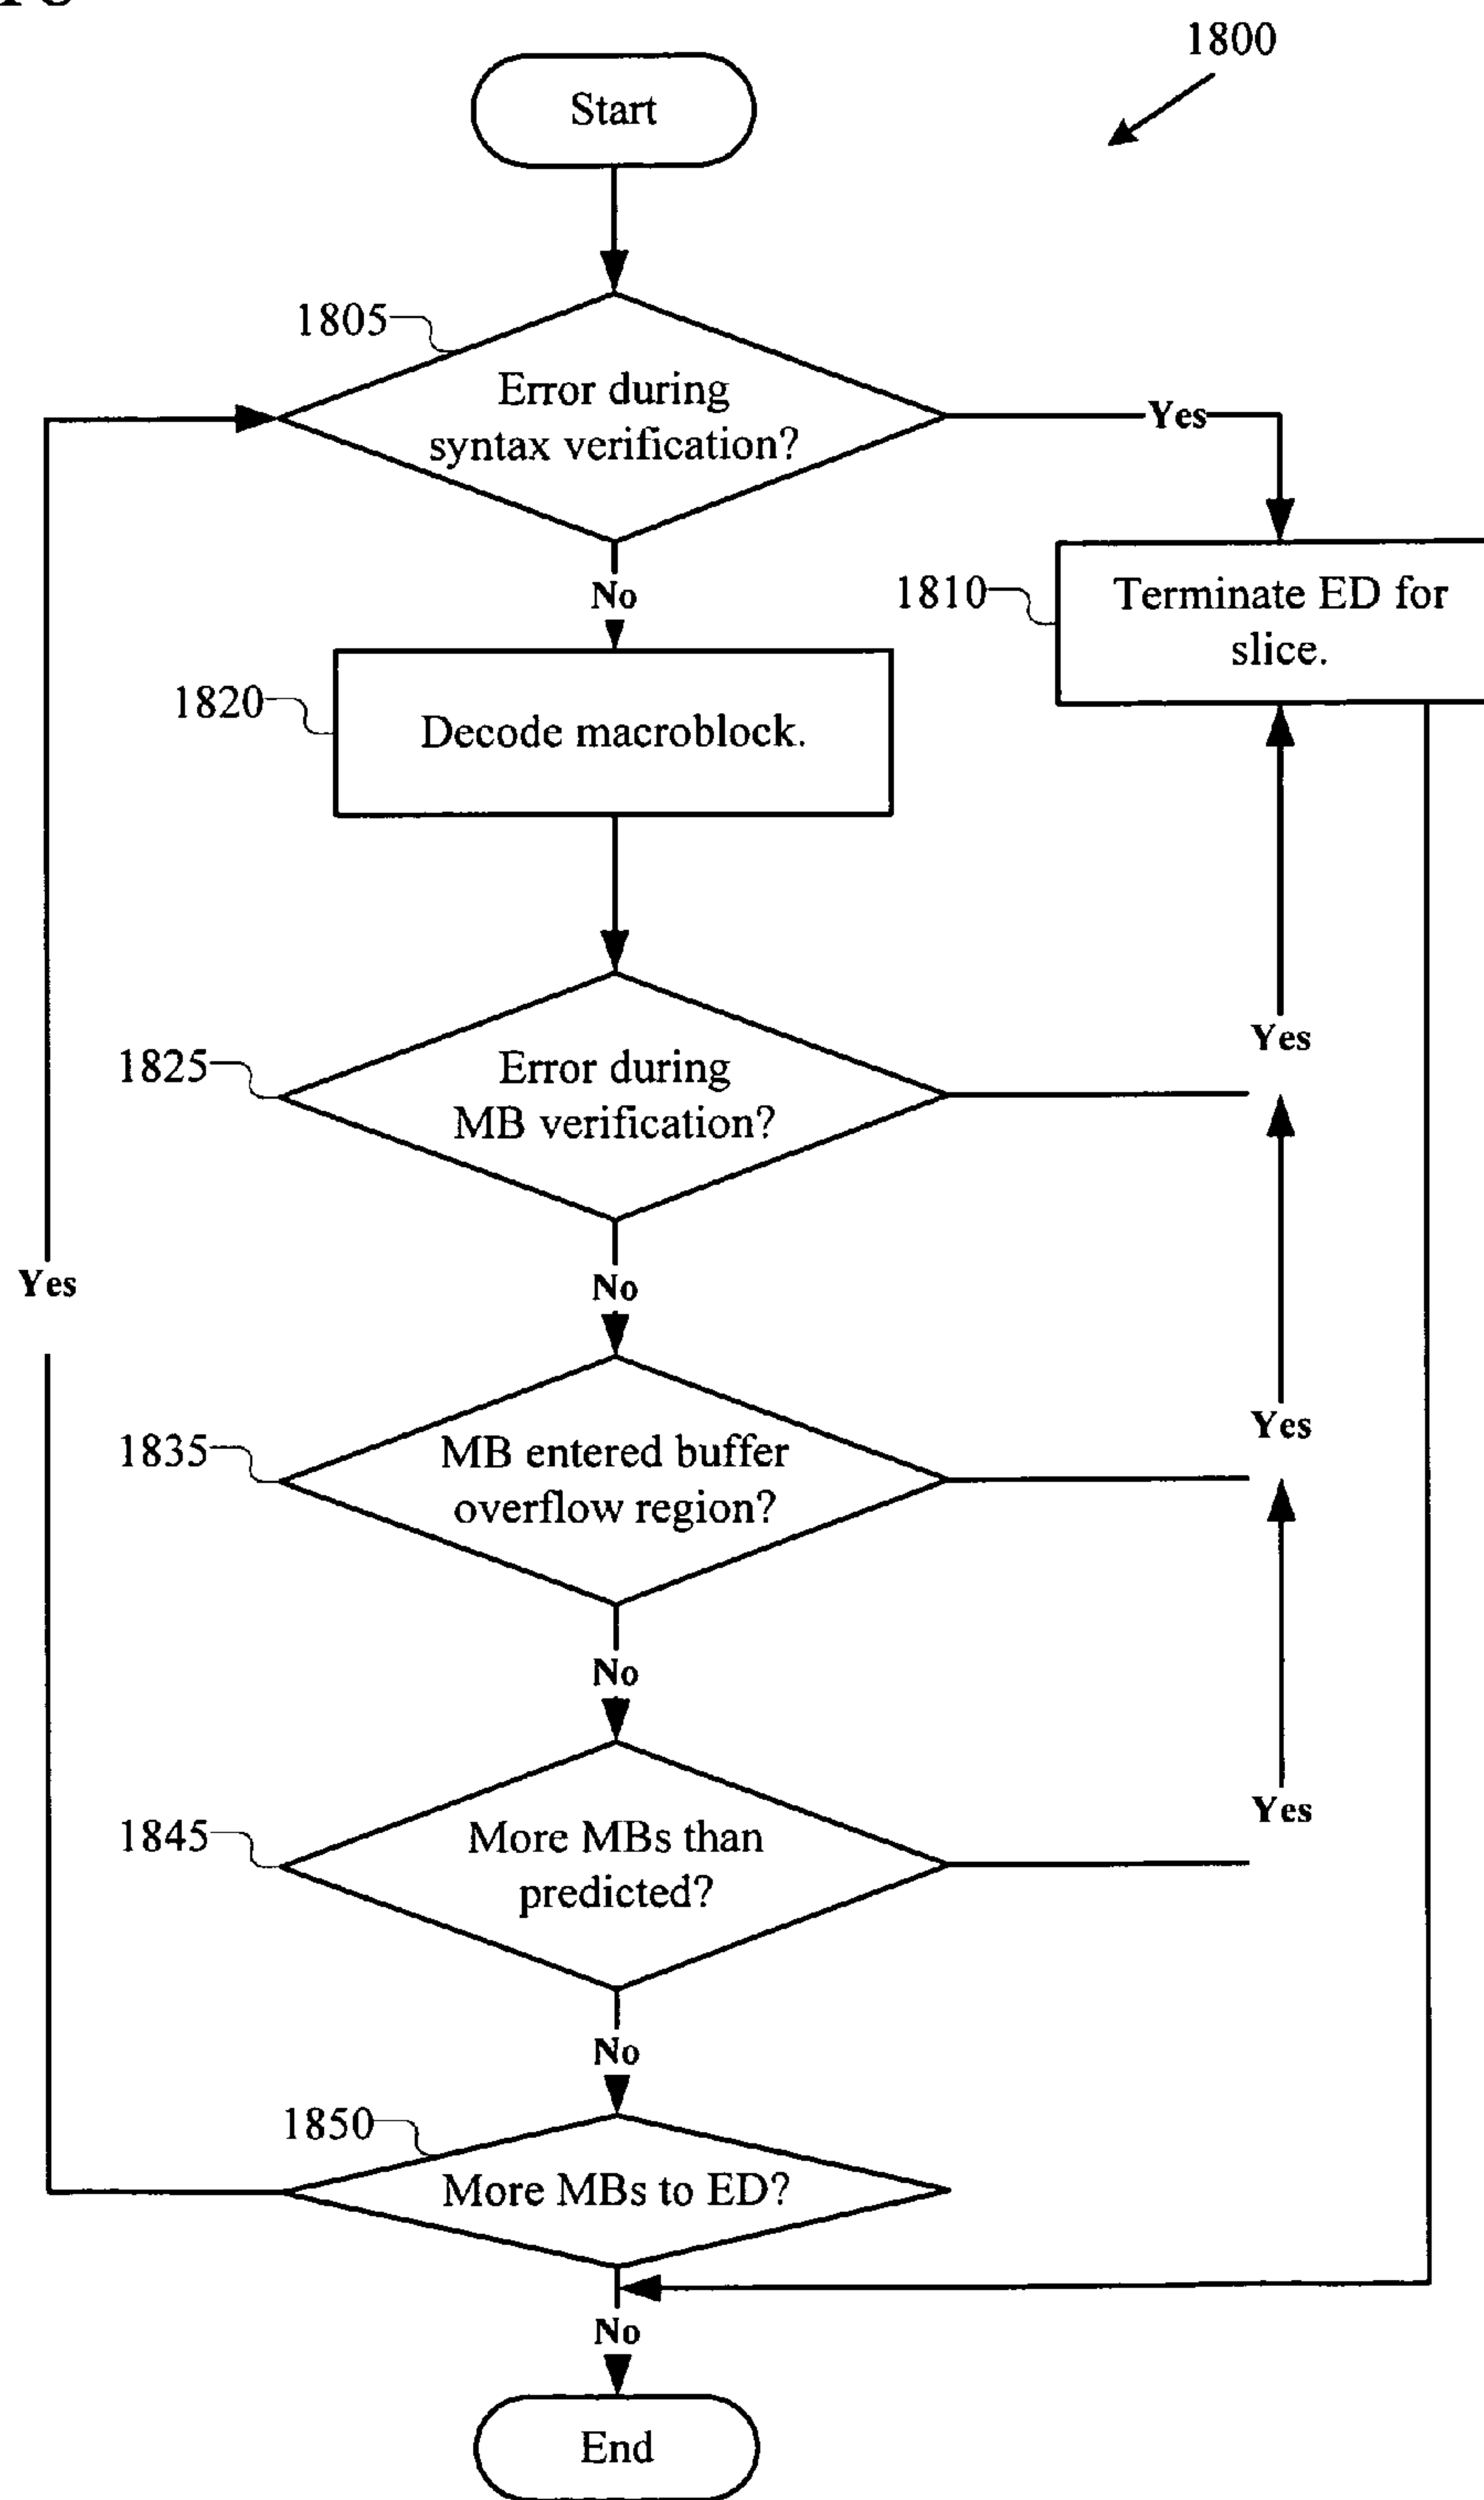 1800
Start
1805
Error during
syntax verification?
Yes
No
1810
Terminate ED for
slice.
1820
Decode macroblock.
1825
Error during
MB verification?
Yes
No
Yes
1835
MB entered buffer
overflow region?
Yes
No
1845
More MBs than
predicted?
Yes
No
1850
More MBs to ED?
No
End